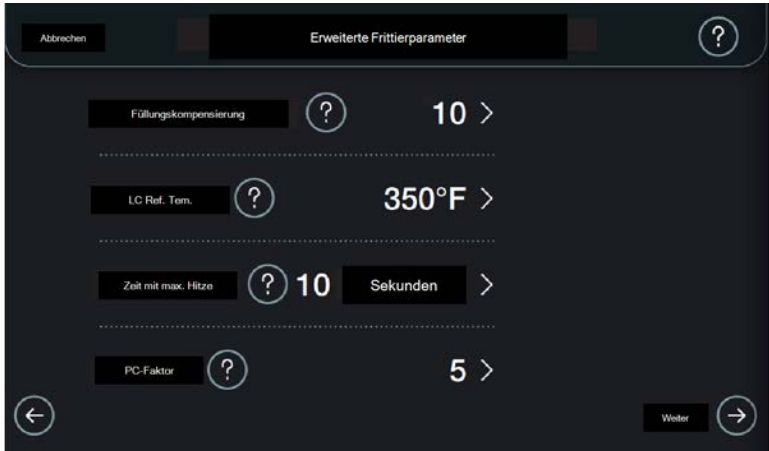 Abbrechen
Erweiterte Frittierparameter
?
Füllungskompensierung ? 10 >
LC Ref. Tem. ? 350°F >
Zeit mit max. Hitze ? 10 Sekunden >
PC-Faktor ? 5 >
← Weiter →